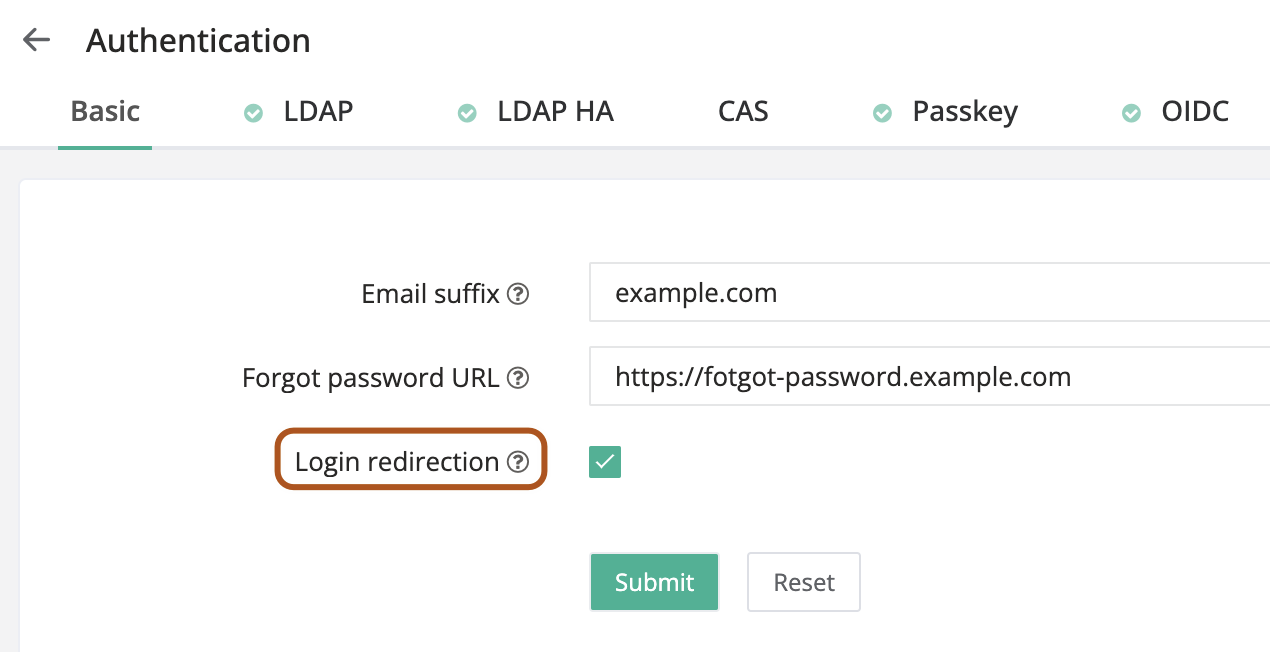 Authentication
Basic LDAP LDAP HA CAS Passkey OIDC
Email suffix ? example.com
Forgot password URL ? https://fotgot-password.example.com
Login redirection ?
Submit Reset